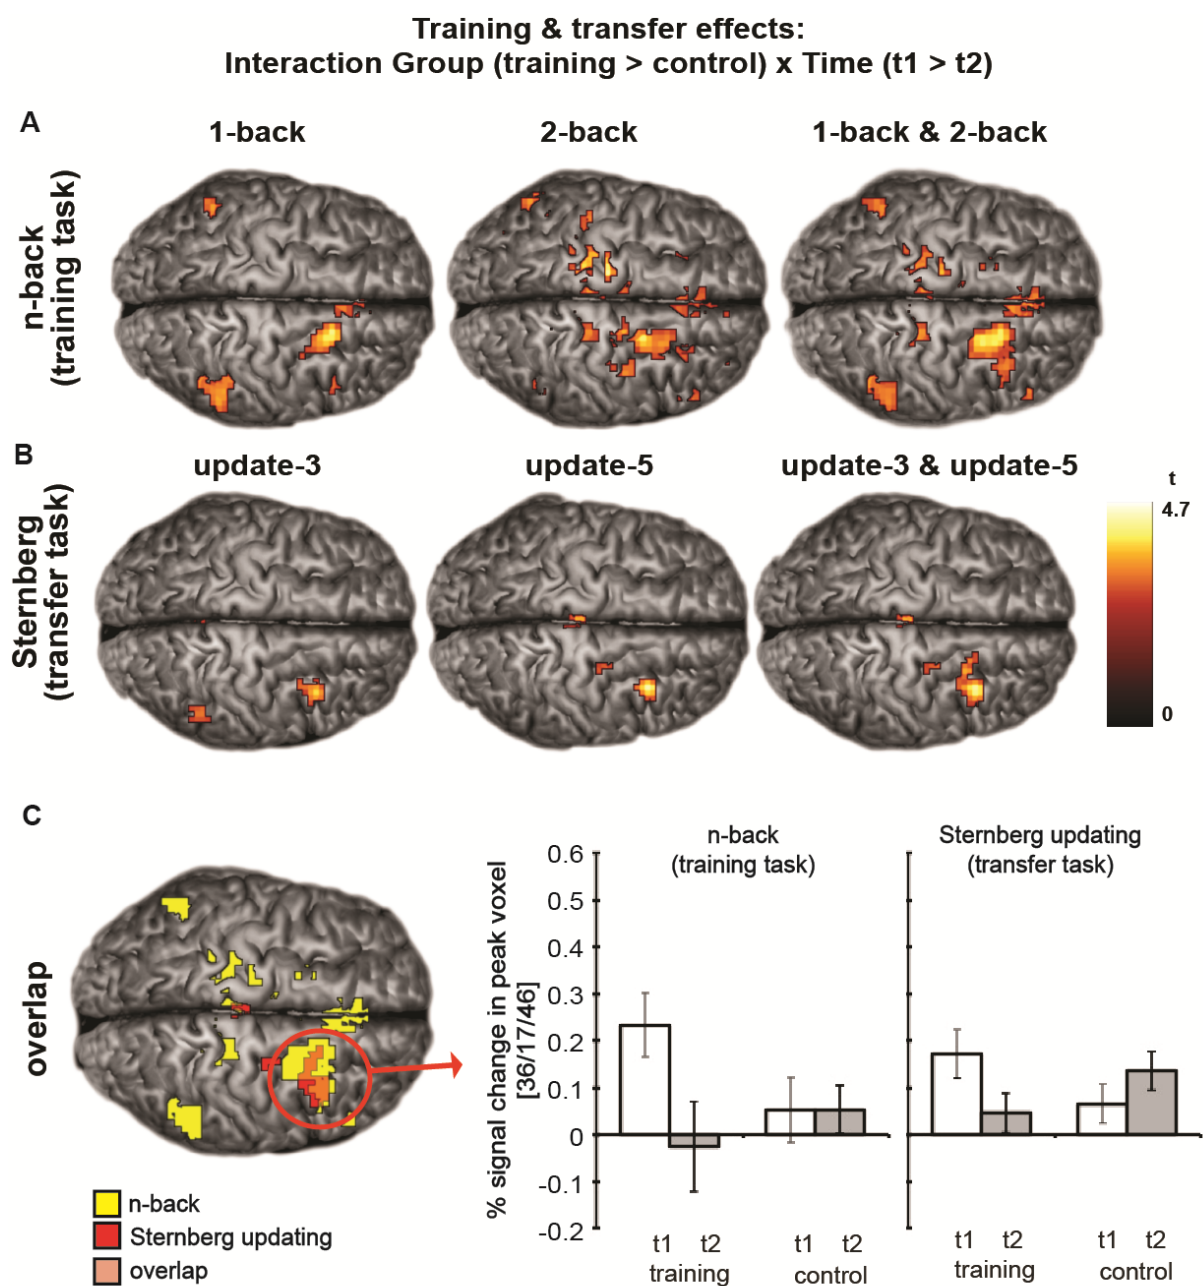 Training & transfer effects:
Interaction Group (training > control) x Time (t1 > t2)
A
1-back
2-back
1-back & 2-back
n-back
(training task)
B
update-3
update-5
update-3 & update-5
Sternberg
(transfer task)
t
4.7
0
C
overlap
n-back
Sternberg updating
overlap
% signal change in peak voxel
[36/17/46]
n-back
(training task)
Sternberg updating
(transfer task)
0.6
0.5
0.4
0.3
0.2
0.1
0
-0.1
-0.2
t1 t2 t1 t2 t1 t2 t1 t2
training control training control